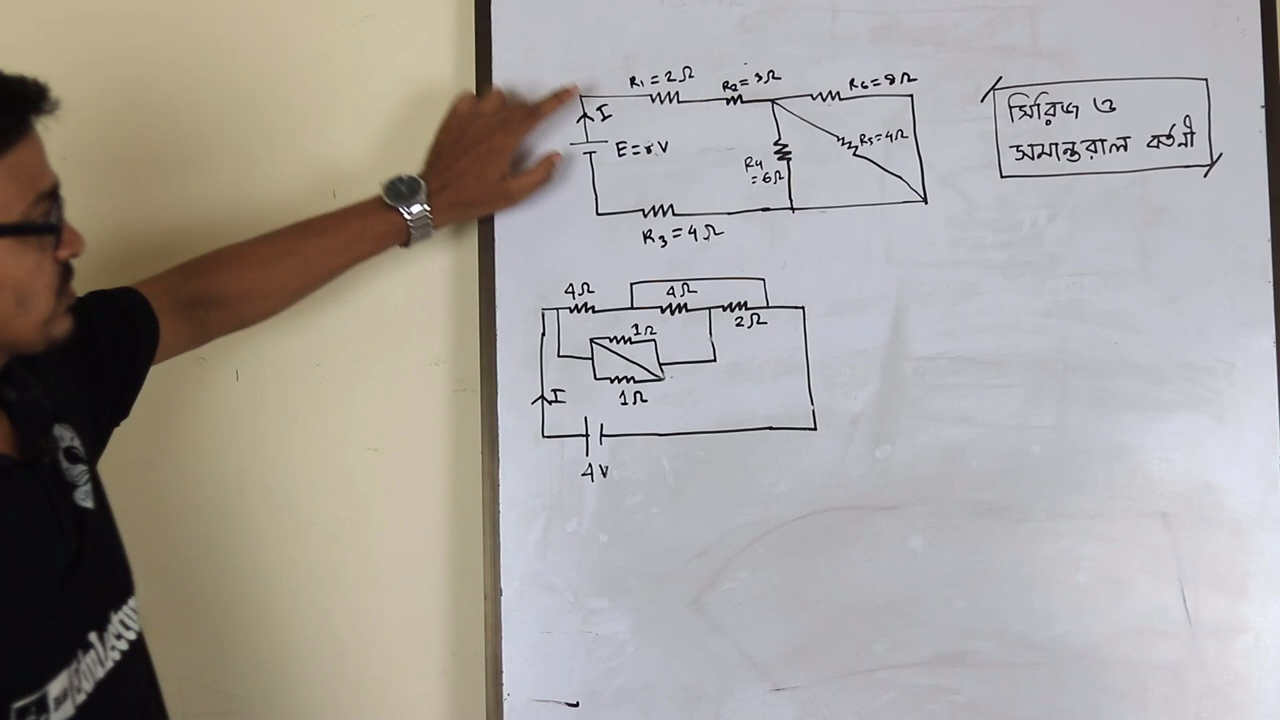 R₁ = 2Ω
R₂ = 3Ω
R₆ = 8Ω
I
R₄ = 6Ω
R₅ = 4Ω
R₃ = 4Ω
সিরিজ ও
সমান্তরাল বর্তনী
4Ω
4Ω
2Ω
1Ω
1Ω
I
4V